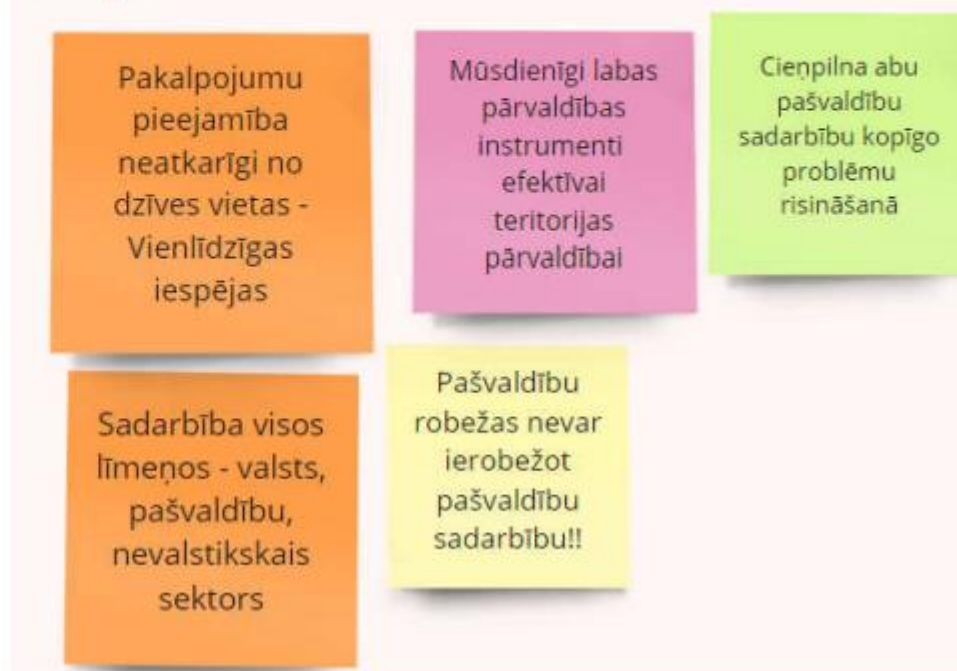 Pakalpojumu
pieejamība
neatkarīgi no
dzīves vietas -
Vienlīdzīgas
iespējas
Mūsdienīgi labas
pārvaldības
instrumenti
efektīvai
teritorijas
pārvaldībai
Cieņpilna abu
pašvaldību
sadarbību kopīgo
problēmu
risināšanā
Sadarbība visos
līmeņos - valsts,
pašvaldību,
nevalstikskais
sektors
Pašvaldību
robežas nevar
ierobežot
pašvaldību
sadarbību!!